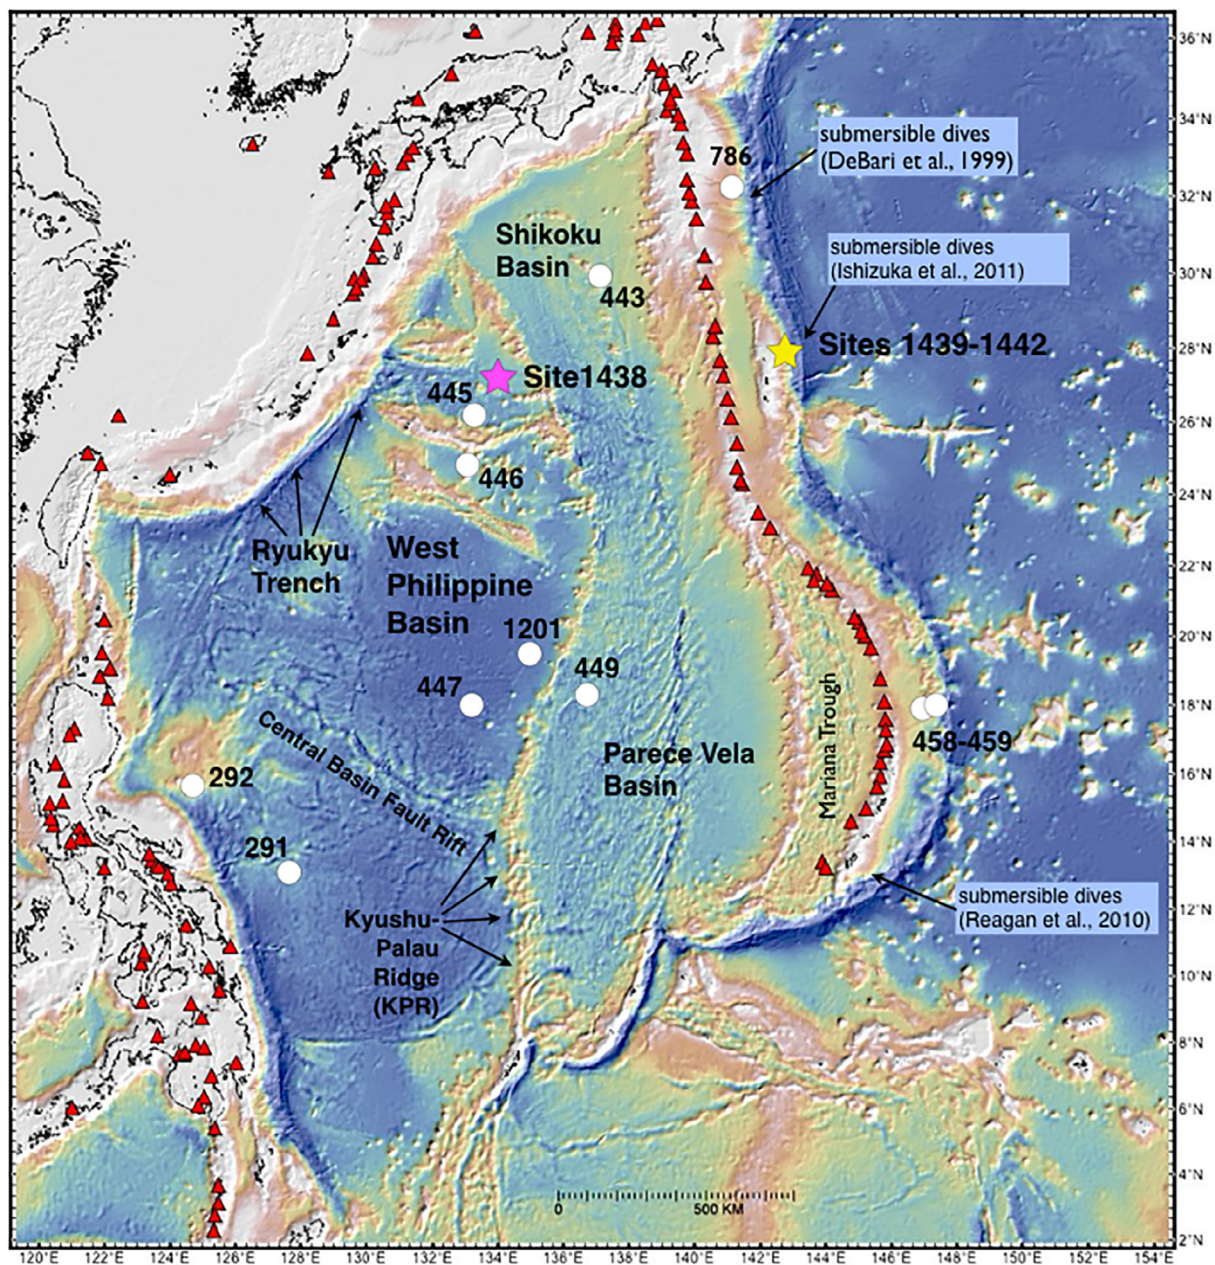 36°N
submersible dives
(DeBari et al., 1999)
34°N
786
32°N
Shikoku
Basin
submersible dives
(Ishizuka et al., 2011)
30°N
443
Sites 1439-1442
28°N
Site1438
445
26°N
446
24°N
Ryukyu
Trench
West
Philippine
Basin
22°N
1201
20°N
449
447
18°N
458-459
Central Basin Fault Rift
Parece Vela
Basin
Mariana Trough
292
16°N
291
14°N
Kyushu-
Palau
Ridge
(KPR)
submersible dives
(Reagan et al., 2010)
12°N
10°N
8°N
6°N
4°N
0
500 KM
2°N
120°E
122°E
124°E
126°E
128°E
130°E
132°E
134°E
136°E
138°E
140°E
142°E
144°E
146°E
148°E
150°E
152°E
154°E